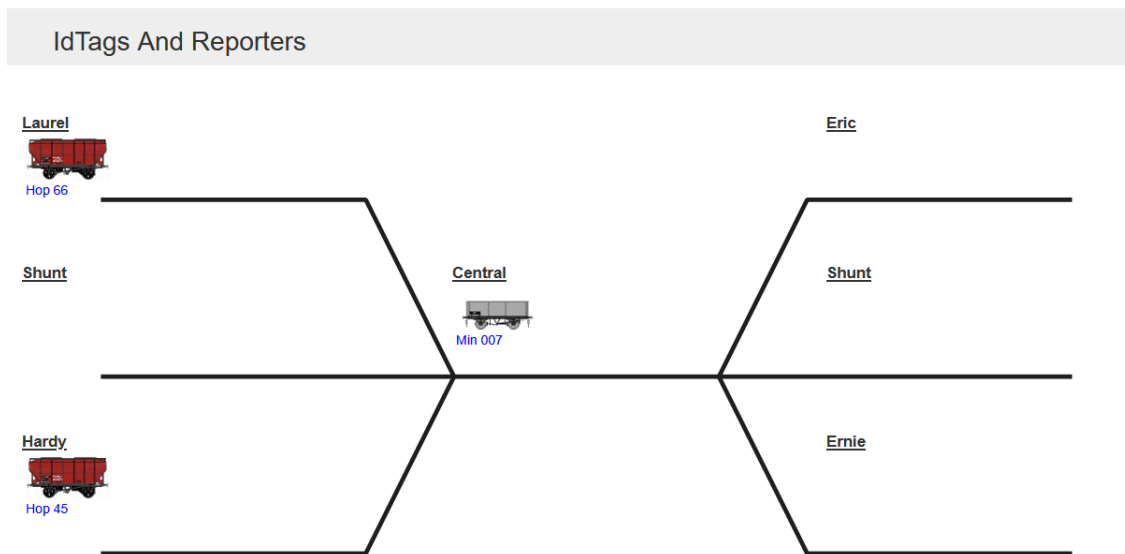 IdTags And Reporters
Laurel
Eric
Hop 66
Shunt
Central
Shunt
Min 007
Hardy
Ernie
Hop 45